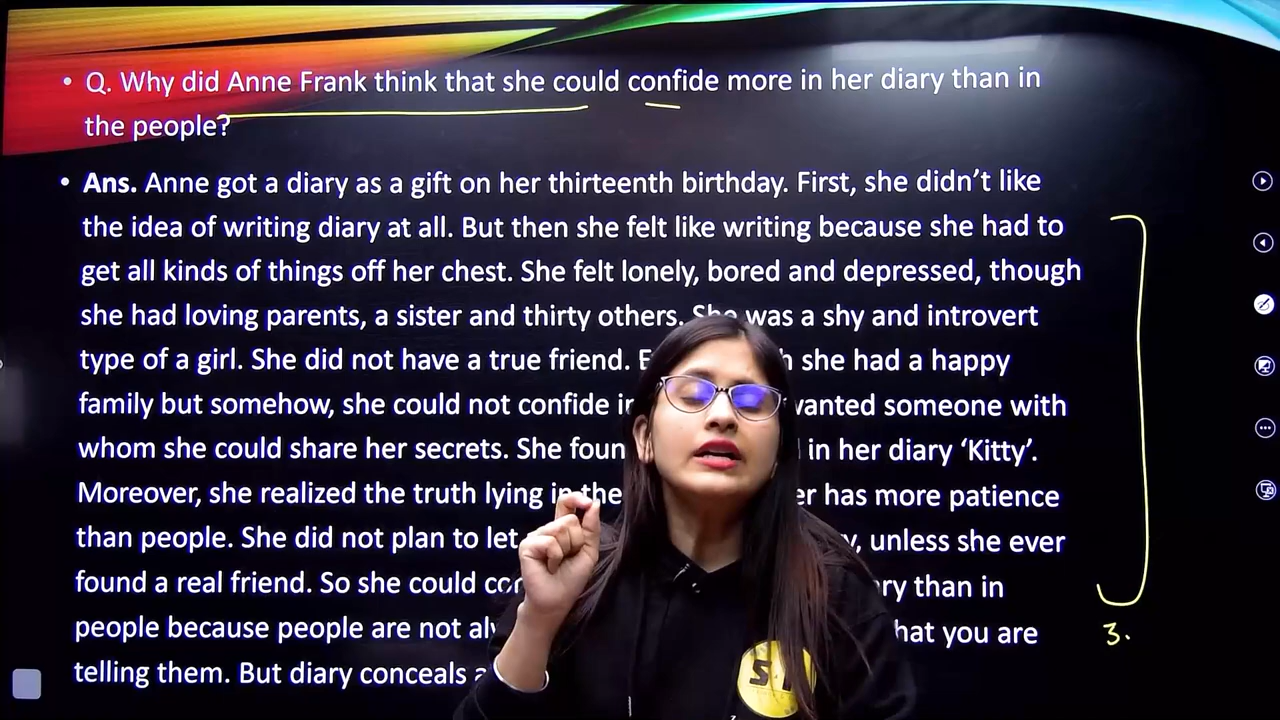 • Q. Why did Anne Frank think that she could confide more in her diary than in
the people?
• Ans. Anne got a diary as a gift on her thirteenth birthday. First, she didn't like
the idea of writing diary at all. But then she felt like writing because she had to
get all kinds of things off her chest. She felt lonely, bored and depressed, though
she had loving parents, a sister and thirty others. She was a shy and introvert
type of a girl. She did not have a true friend. she had a happy
family but somehow, she could not confide wanted someone with
whom she could share her secrets. She in her diary ‘Kitty’.
Moreover, she realized the truth lying in the has more patience
than people. She did not plan to let unless she ever
found a real friend. So she could than in
people because people are not you are
telling them. But diary conceals
3.